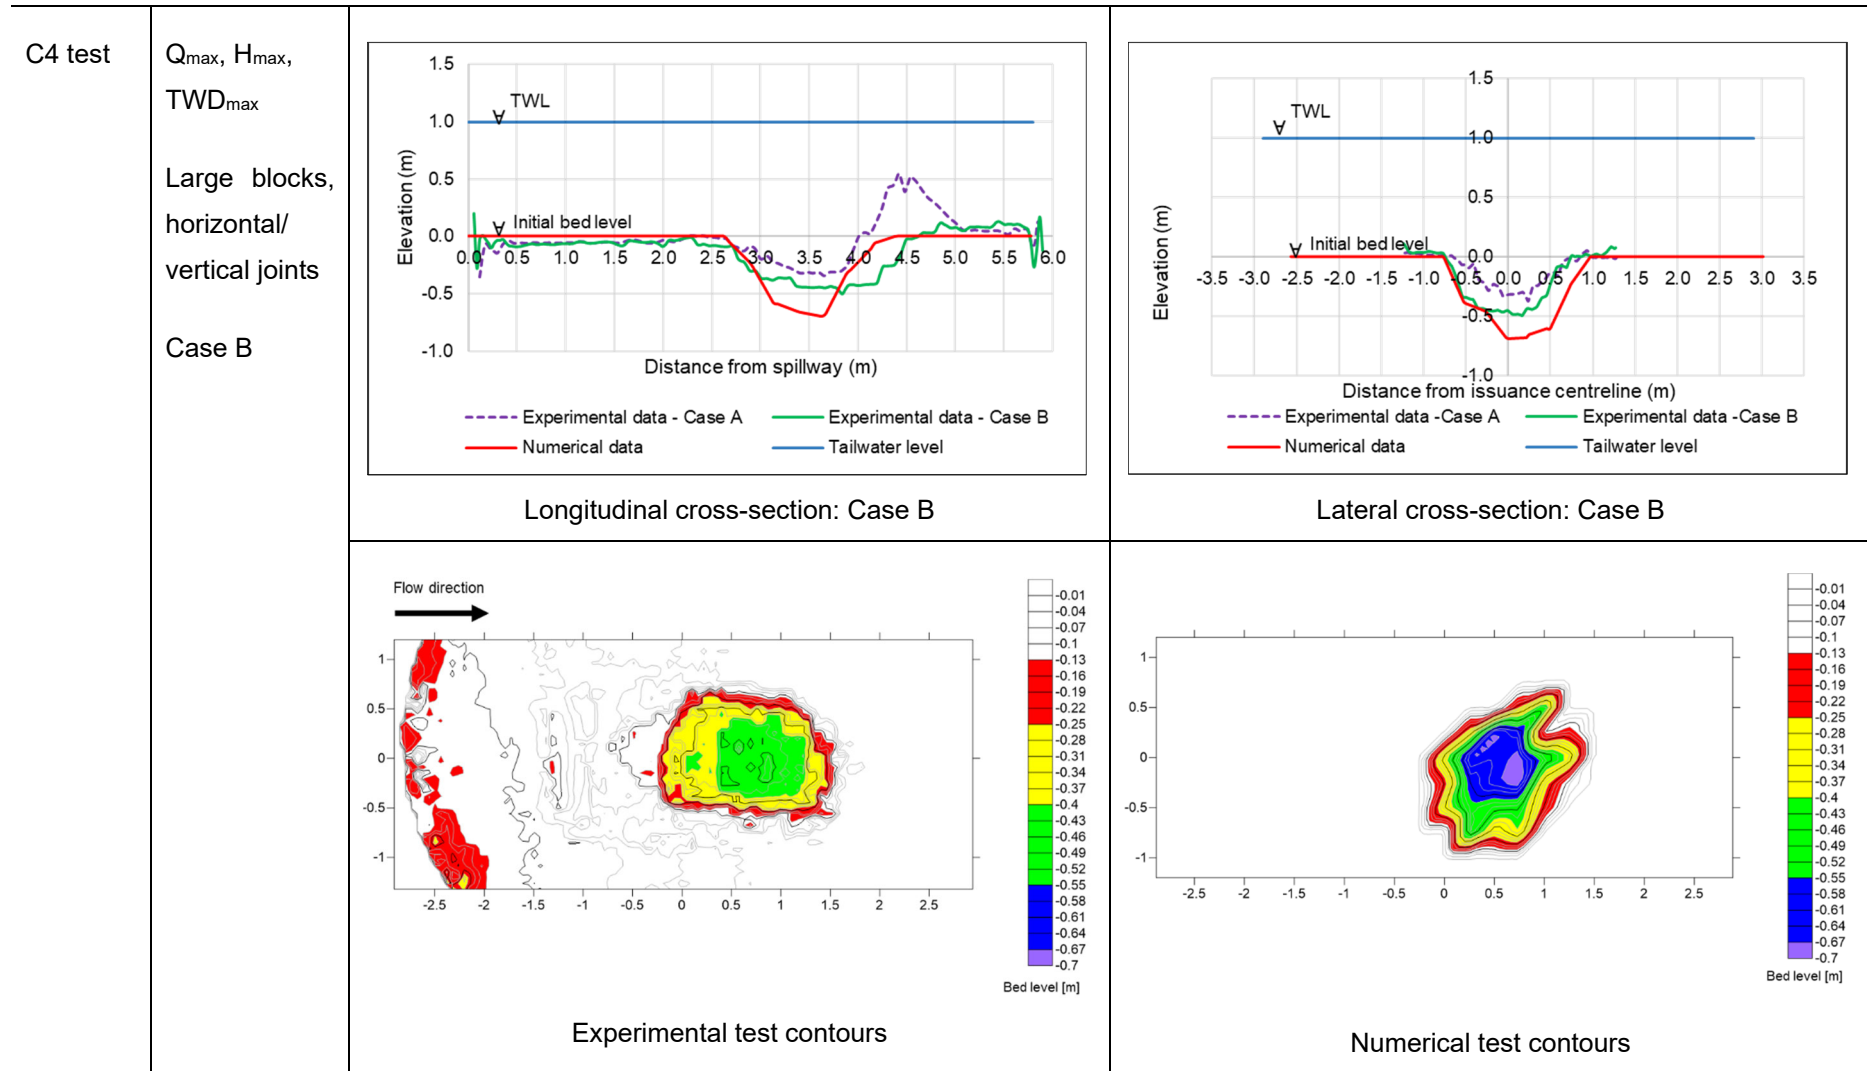 C4 test
Qmax, Hmax,
TWDmax
Large blocks,
horizontal/
vertical joints
Case B
1.5
1.0
0.5
0.0
-0.5
-1.0
Elevation (m)
TWL
Initial bed level
0.0 0.5 1.0 1.5 2.0 2.5 3.0 3.5 4.0 4.5 5.0 5.5 6.0
Distance from spillway (m)
Experimental data - Case A
Experimental data - Case B
Numerical data
Tailwater level
Longitudinal cross-section: Case B
1.5
1.0
0.5
0.0
-0.5
-1.0
Elevation (m)
TWL
Initial bed level
-3.5 -3.0 -2.5 -2.0 -1.5 -1.0 -0.5 0.0 0.5 1.0 1.5 2.0 2.5 3.0 3.5
Distance from issuance centreline (m)
Experimental data -Case A
Experimental data -Case B
Numerical data
Tailwater level
Lateral cross-section: Case B
Flow direction
1
0.5
0
-0.5
-1
-2.5 -2 -1.5 -1 -0.5 0 0.5 1 1.5 2 2.5
-0.01
-0.04
-0.07
-0.1
-0.13
-0.16
-0.19
-0.22
-0.25
-0.28
-0.31
-0.34
-0.37
-0.4
-0.43
-0.46
-0.49
-0.52
-0.55
-0.58
-0.61
-0.64
-0.67
-0.7
Bed level [m]
Experimental test contours
1
0.5
0
-0.5
-1
-2.5 -2 -1.5 -1 -0.5 0 0.5 1 1.5 2 2.5
-0.01
-0.04
-0.07
-0.1
-0.13
-0.16
-0.19
-0.22
-0.25
-0.28
-0.31
-0.34
-0.37
-0.4
-0.43
-0.46
-0.49
-0.52
-0.55
-0.58
-0.61
-0.64
-0.67
-0.7
Bed level [m]
Numerical test contours